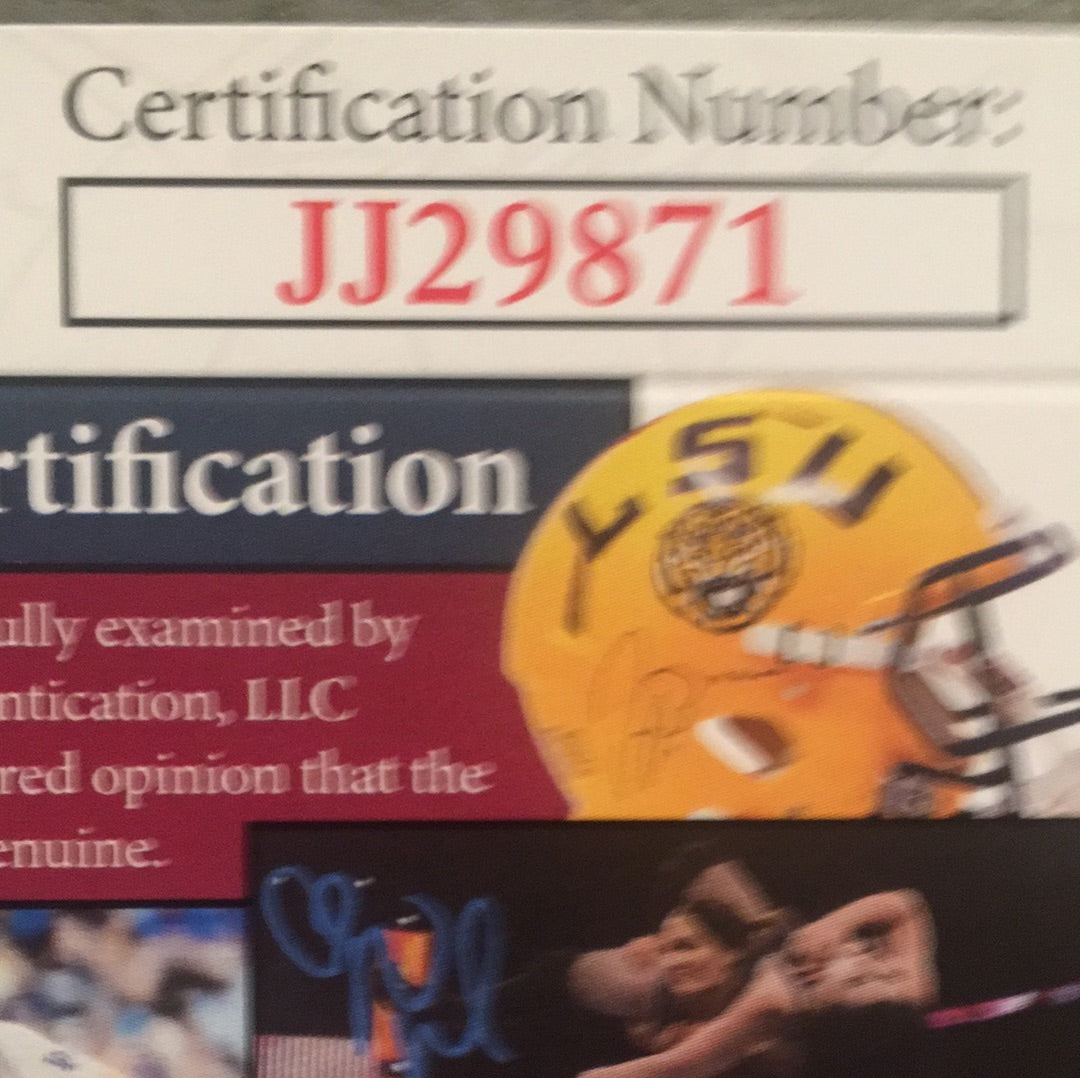 Certification Number:
JJ29871
rtification
LSU
ully examined by
ntication, LLC
red opinion that the
enuine.